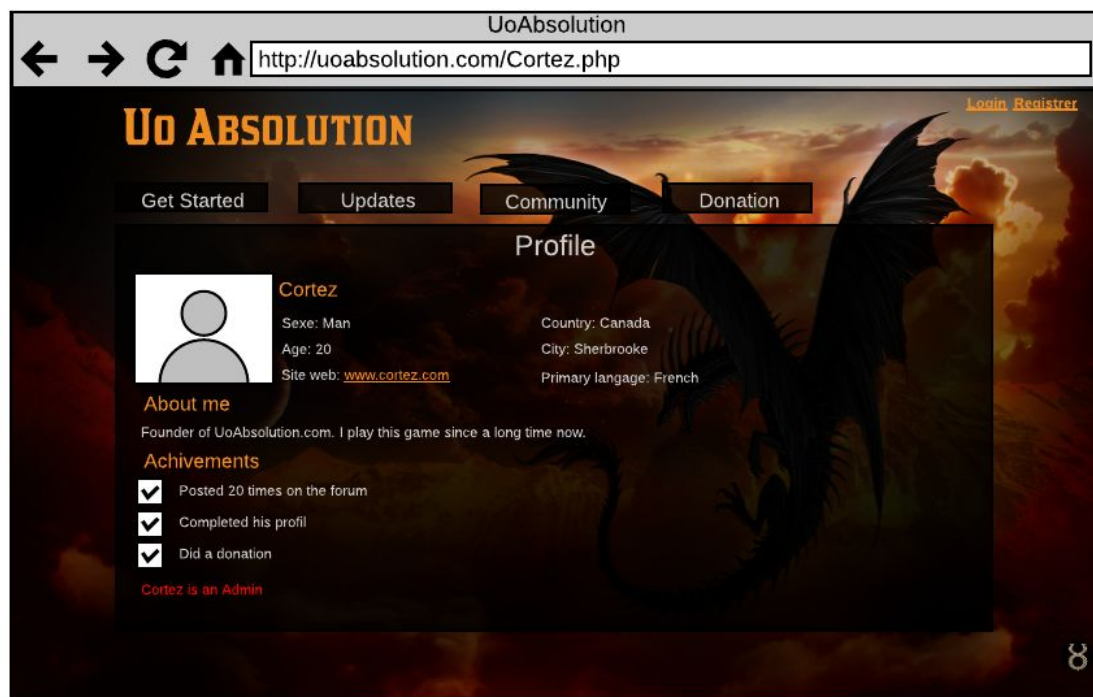 UoAbsolution
http://uoabsolution.com/Cortez.php
Login Registrer
UO ABSOLUTION
Get Started Updates Community Donation
Profile
Cortez
Sexe: Man Country: Canada
Age: 20 City: Sherbrooke
Site web: www.cortez.com Primary langage: French
About me
Founder of UoAbsolution.com. I play this game since a long time now.
Achivements
Posted 20 times on the forum
Completed his profil
Did a donation
Cortez is an Admin